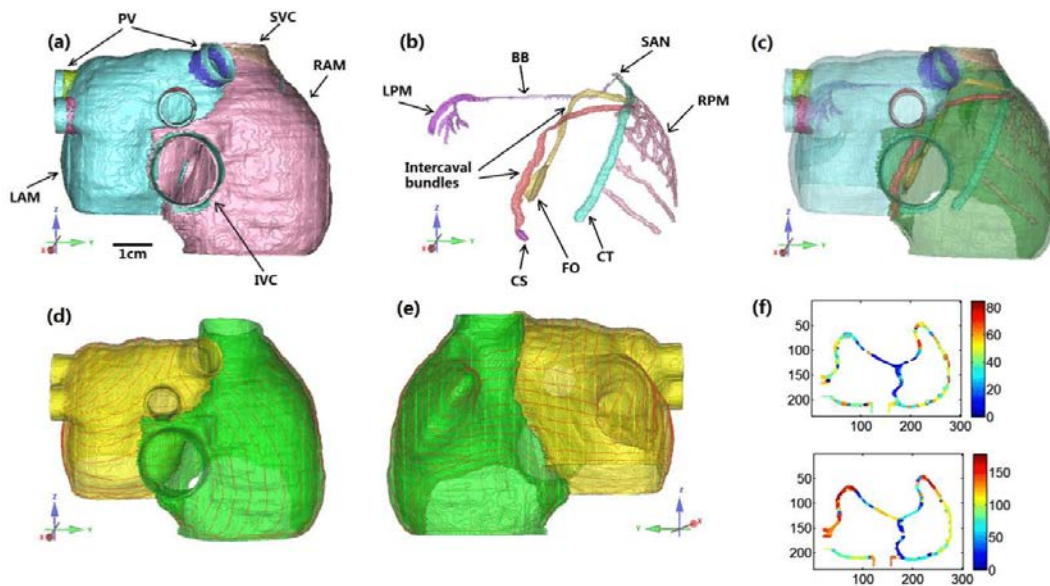 (a)
PV
SVC
RAM
LAM
IVC
1cm
Z
Y
X
(b)
BB
SAN
LPM
RPM
Intercaval
bundles
CS
FO
CT
Z
Y
X
(c)
Z
Y
X
(d)
Z
Y
X
(e)
Z
Y
X
(f)
50
100
150
200
100 200 300
80
60
40
20
0
50
100
150
200
100 200 300
150
100
50
0